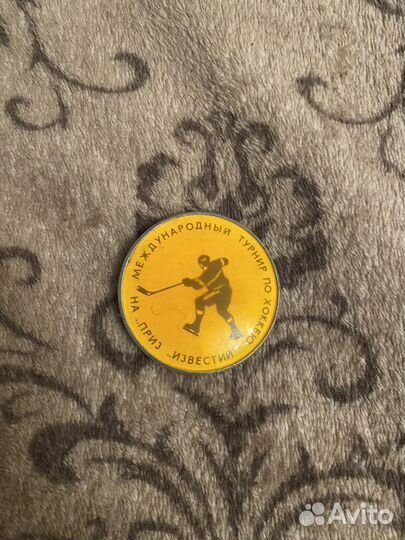 МЕЖДУНАРОДНЫЙ ТУРНИР ПО ХОККЕЮ НА „ПРИЗ „ИЗВЕСТИЙ"
Avito